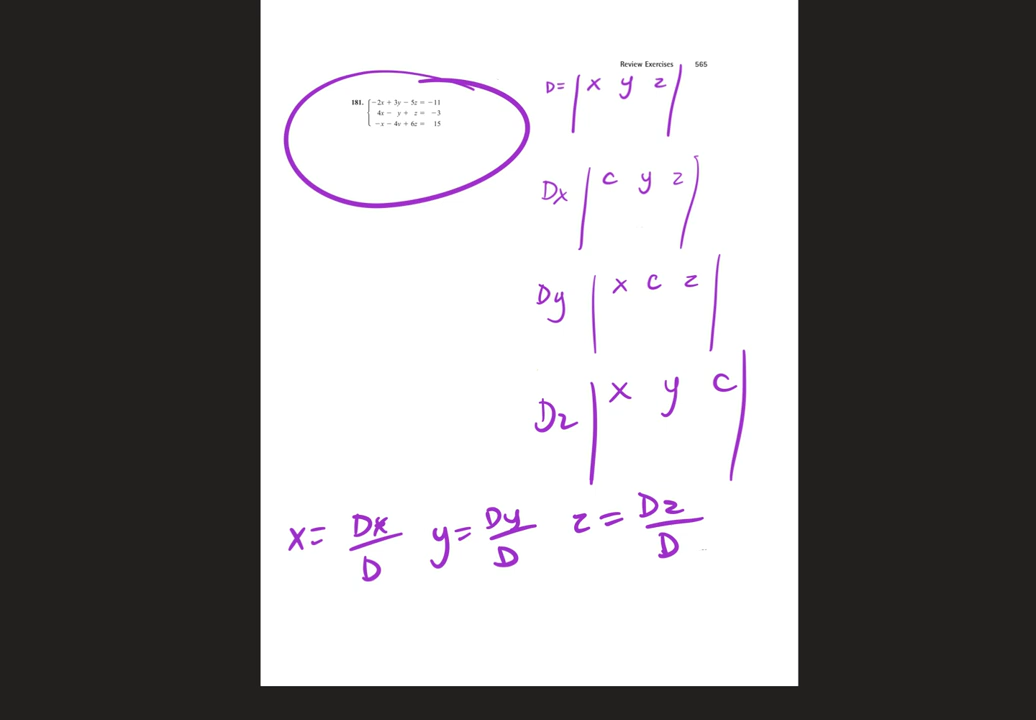 Review Exercises 565
181. { −2x + 3y − 5z = −11
4x − y + z = −3
−x − 4y + 6z = 15
D= | x y z |
Dx | c y z |
Dy | x c z |
Dz | x y c |
x = Dx/D y = Dy/D z = Dz/D